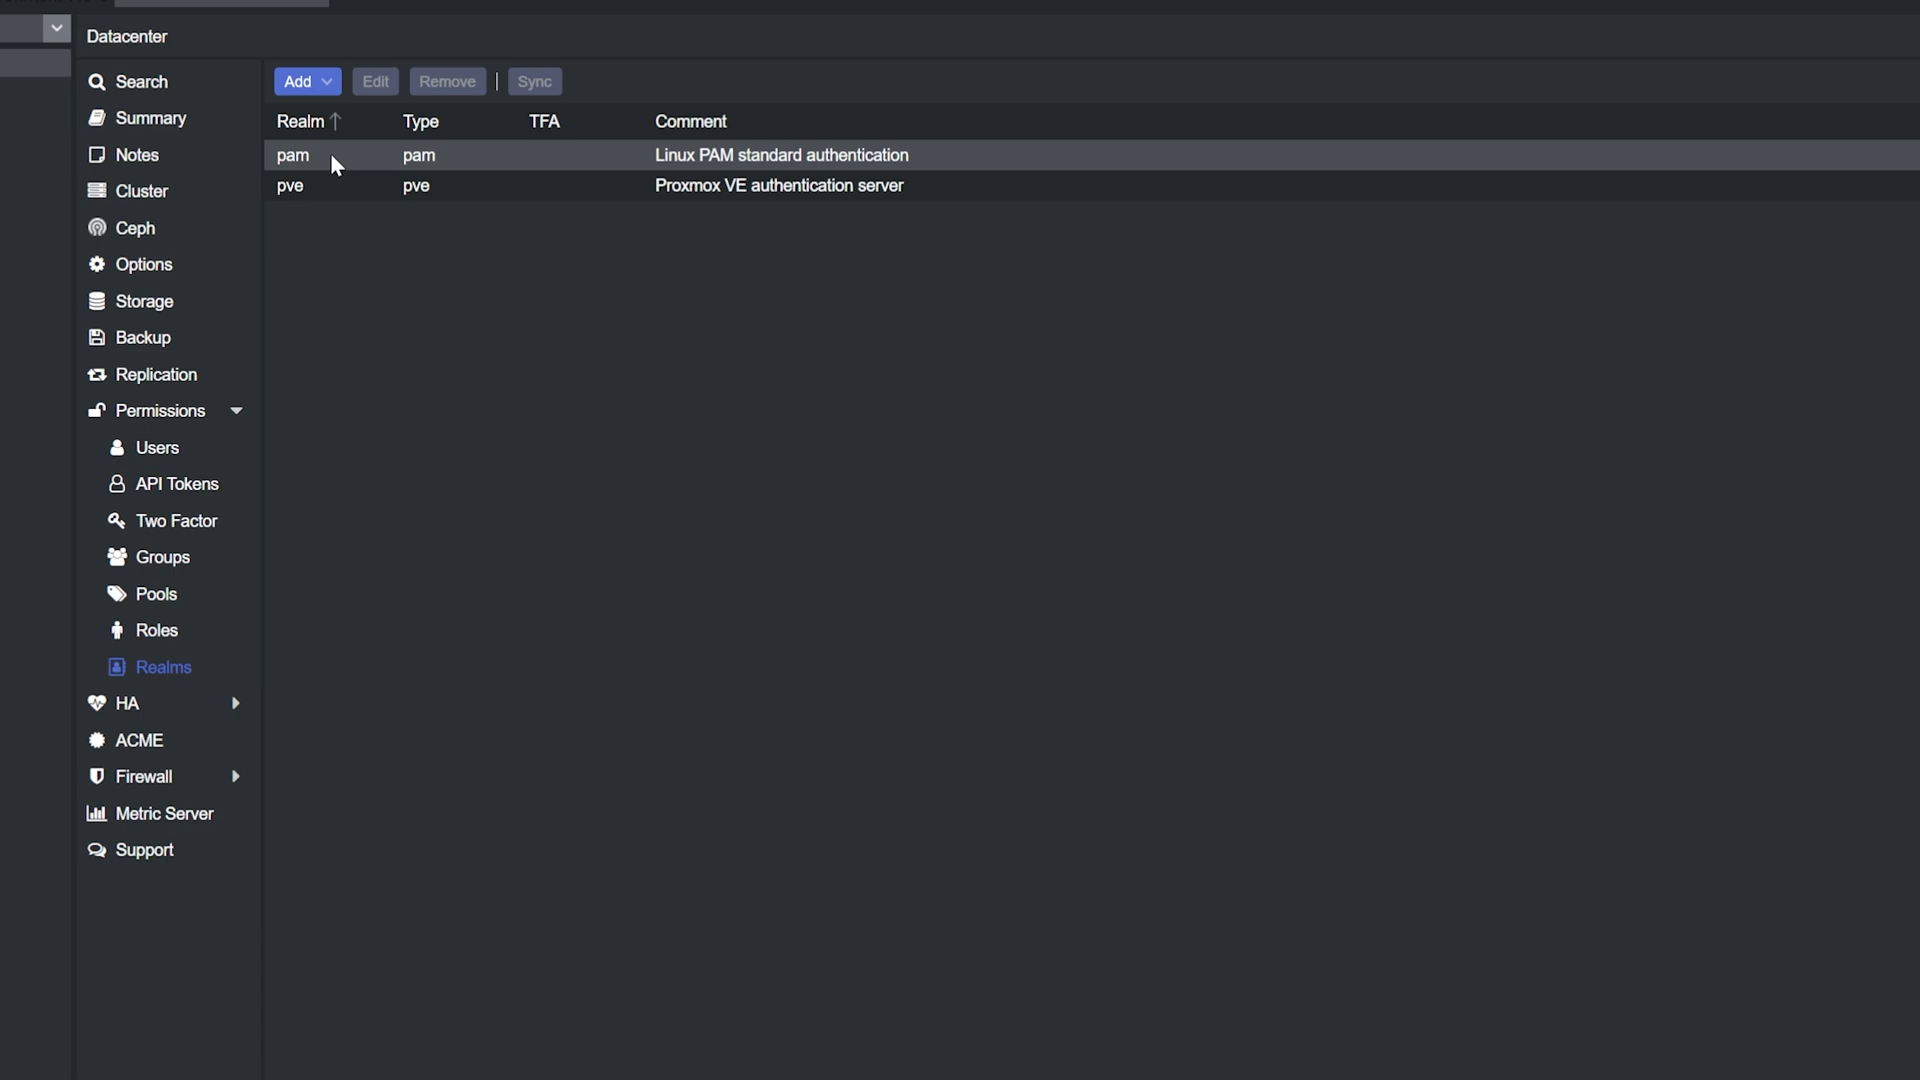 Datacenter
Search
Summary
Notes
Cluster
Ceph
Options
Storage
Backup
Replication
Permissions
Users
API Tokens
Two Factor
Groups
Pools
Roles
Realms
HA
ACME
Firewall
Metric Server
Support
Add Edit Remove | Sync
Realm Type TFA Comment
pam pam Linux PAM standard authentication
pve pve Proxmox VE authentication server